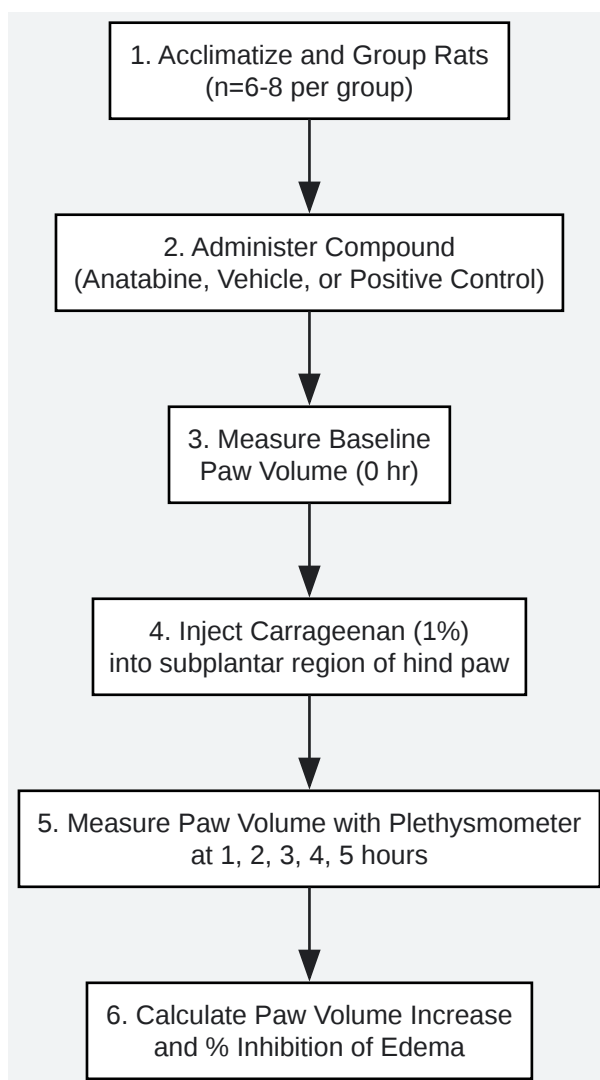 1. Acclimatize and Group Rats
(n=6-8 per group)
2. Administer Compound
(Anatabine, Vehicle, or Positive Control)
3. Measure Baseline
Paw Volume (0 hr)
4. Inject Carrageenan (1%)
into subplantar region of hind paw
5. Measure Paw Volume with Plethysmometer
at 1, 2, 3, 4, 5 hours
6. Calculate Paw Volume Increase
and % Inhibition of Edema